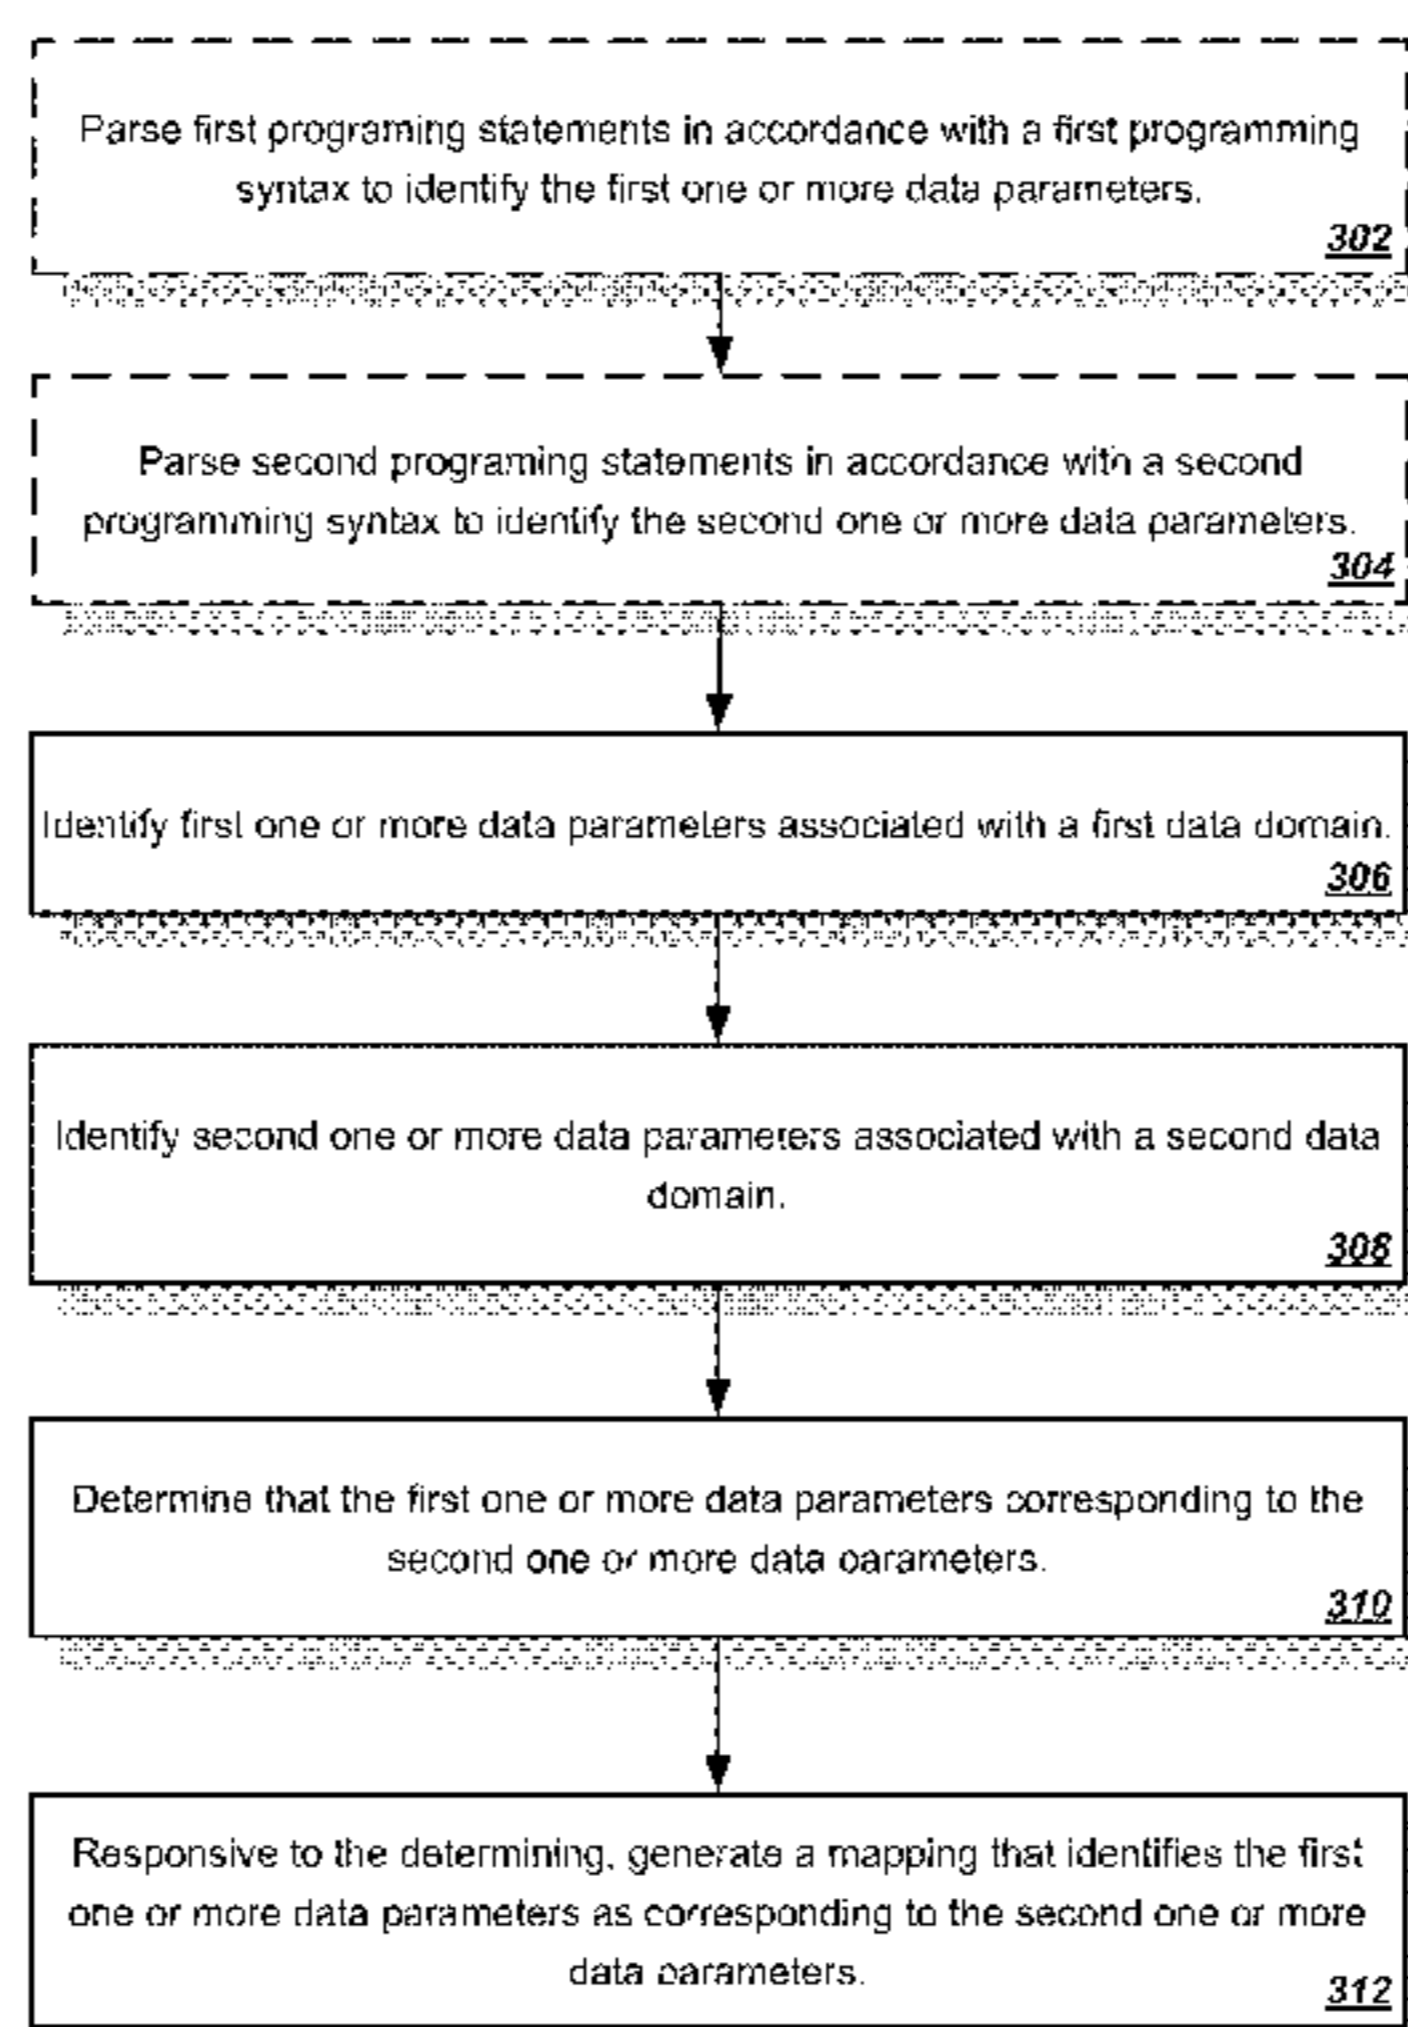 Parse first programing statements in accordance with a first programming
syntax to identify the first one or more data parameters.
302
Parse second programing statements in accordance with a second
programming syntax to identify the second one or more data parameters.
304
Identify first one or more data parameters associated with a first data domain.
306
Identify second one or more data parameters associated with a second data
domain.
308
Determine that the first one or more data parameters corresponding to the
second one or more data parameters.
310
Responsive to the determining, generate a mapping that identifies the first
one or more data parameters as corresponding to the second one or more
data parameters.
312